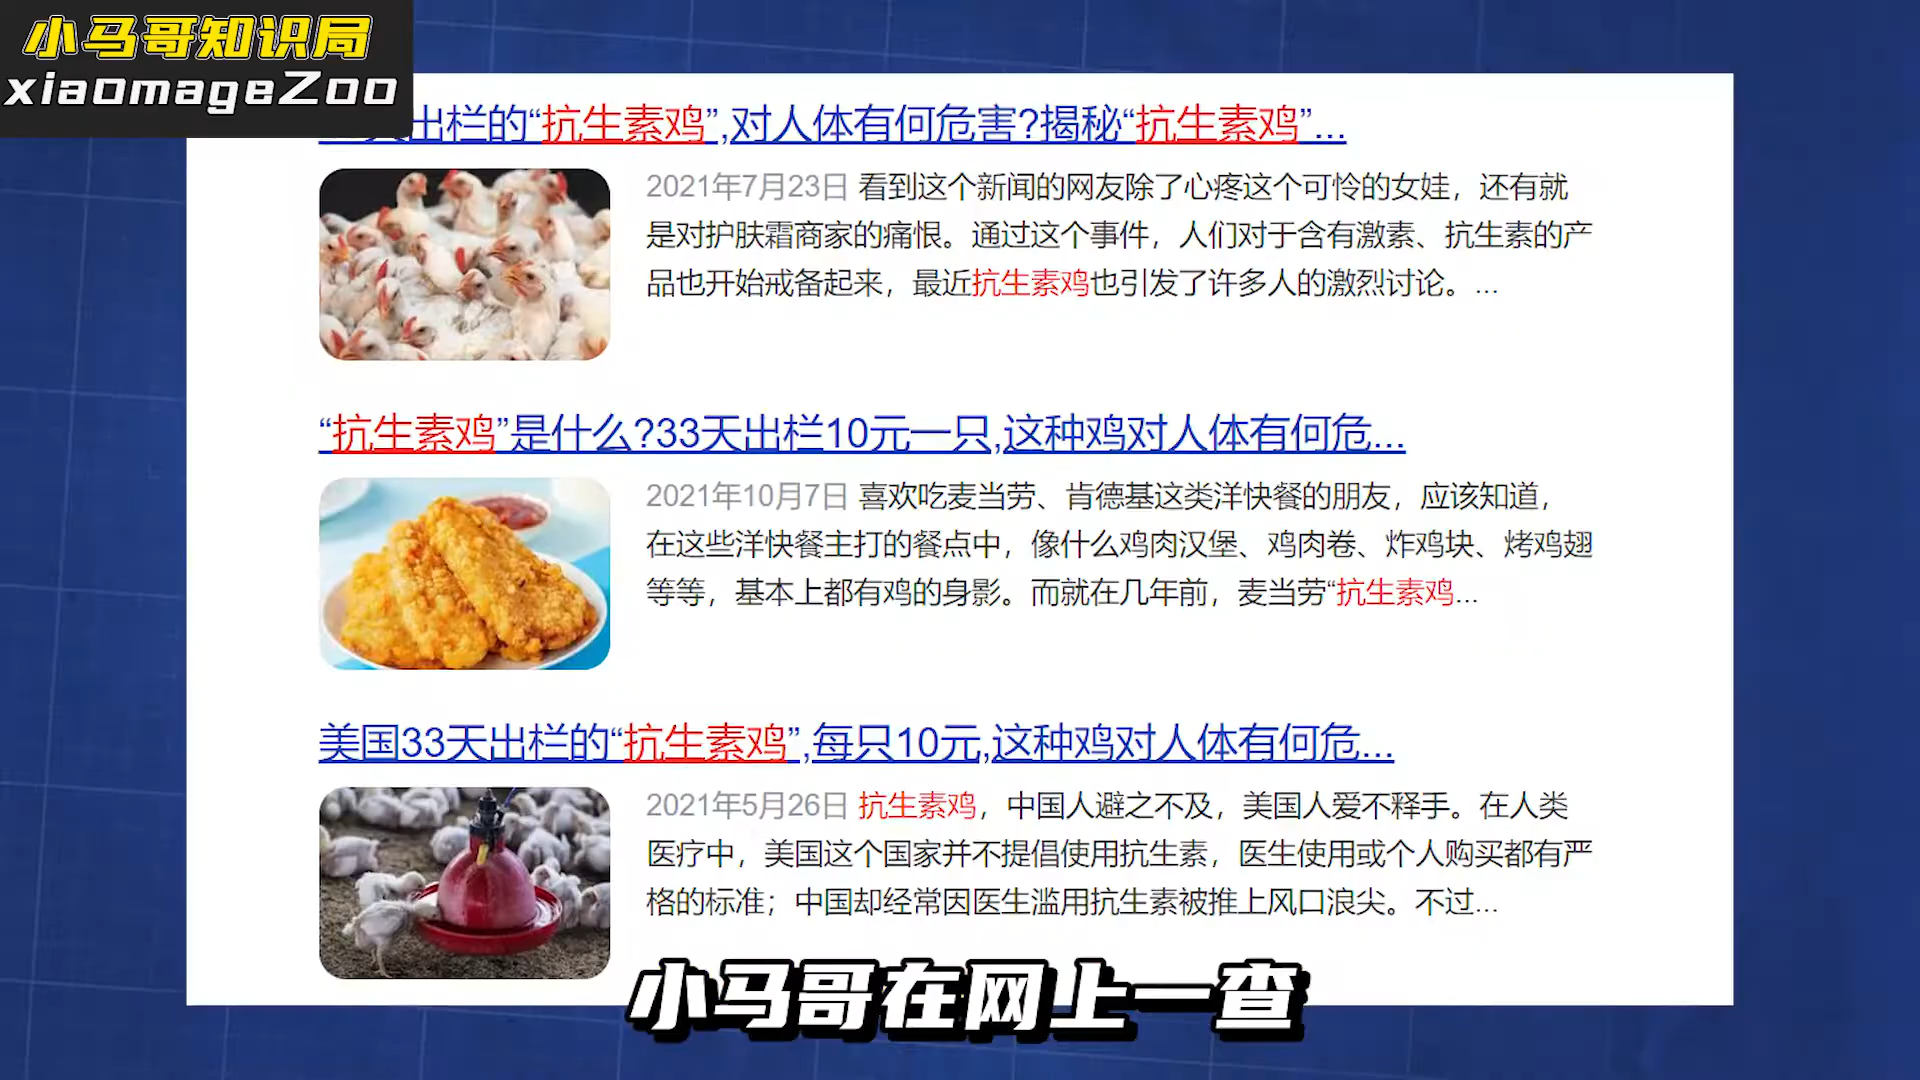 小马哥知识局
xiaomageZoo
出栏的“抗生素鸡”,对人体有何危害?揭秘“抗生素鸡”...
2021年7月23日 看到这个新闻的网友除了心疼这个可怜的女娃，还有就
是对护肤霜商家的痛恨。通过这个事件，人们对于含有激素、抗生素的产
品也开始戒备起来，最近抗生素鸡也引发了许多人的激烈讨论。...
“抗生素鸡”是什么?33天出栏10元一只,这种鸡对人体有何危...
2021年10月7日 喜欢吃麦当劳、肯德基这类洋快餐的朋友，应该知道，
在这些洋快餐主打的餐点中，像什么鸡肉汉堡、鸡肉卷、炸鸡块、烤鸡翅
等等，基本上都有鸡的身影。而就在几年前，麦当劳“抗生素鸡...
美国33天出栏的“抗生素鸡”,每只10元,这种鸡对人体有何危...
2021年5月26日 抗生素鸡，中国人避之不及，美国人爱不释手。在人类
医疗中，美国这个国家并不提倡使用抗生素，医生使用或个人购买都有严
格的标准；中国却经常因医生滥用抗生素被推上风口浪尖。不过...
小马哥在网上一查